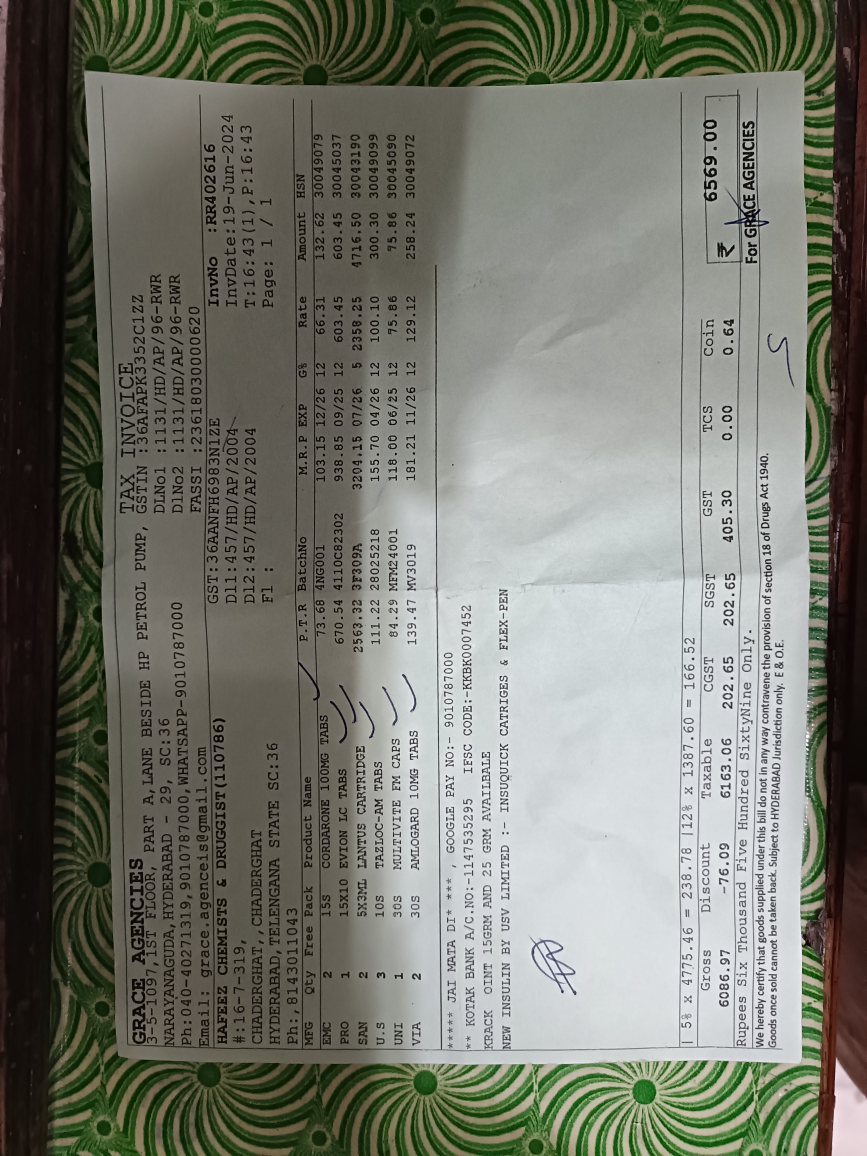 GRACE AGENCIES
3-5-1097,1ST FLOOR, PART A,LANE BESIDE HP PETROL PUMP,
NARAYANAGUDA,HYDERABAD - 29, SC:36
Ph:040-40271319,9010787000,WHATSAPP-9010787000
Email: grace.agenceis@gmail.com
TAX INVOICE
GSTIN :36AFAPK3352C1ZZ
DLNo1 :1131/HD/AP/96-RWR
DlNo2 :1131/HD/AP/96-RWR
FASSI :23618030000620
HAFEEZ CHEMISTS & DRUGGIST(110786)
#:16-7-319,
CHADERGHAT,,CHADERGHAT
HYDERABAD,TELENGANA STATE SC:36
Ph:,8143011043
GST:36AANFH6983N1ZE
D11:457/HD/AP/2004
D12:457/HD/AP/2004
Fl :
InvNo :RR402616
InvDate:19-Jun-2024
T:16:43(1),P:16:43
Page: 1 / 1
MFG Qty Free Pack Product Name P.T.R BatchNo M.R.P EXP G% Rate Amount HSN
EMC 2 15S CORDARONE 100MG TABS 73.68 4NG001 103.15 12/26 12 66.31 132.62 30049079
PRO 1 15X10 EVION LC TABS 670.54 4110C82302 938.85 09/25 12 603.45 603.45 30045037
SAN 2 5X3ML LANTUS CARTRIDGE 2563.32 3F309A 3204.15 07/26 5 2358.25 4716.50 30043190
U.S 3 10S TAZLOC-AM TABS 111.22 28025218 155.70 04/26 12 100.10 300.30 30049099
UNI 1 30S MULTIVITE FM CAPS 84.29 MFM24001 118.00 06/25 12 75.86 75.86 30045090
VIA 2 30S AMLOGARD 10MG TABS 139.47 MV3019 181.21 11/26 12 129.12 258.24 30049072
***** JAI MATA DI* *** , GOOGLE PAY NO:- 9010787000
** KOTAK BANK A/C.NO:-1147535295 IFSC CODE:-KKBK0007452
KRACK OINT 15GRM AND 25 GRM AVAILBALE
NEW INSULIN BY USV LIMITED :- INSUQUICK CATRIGES & FLEX-PEN
| 5% x 4775.46 = 238.78 |12% x 1387.60 = 166.52
Gross Discount Taxable CGST SGST GST TCS Coin
6086.97 -76.09 6163.06 202.65 202.65 405.30 0.00 0.64
₹ 6569.00
Rupees Six Thousand Five Hundred SixtyNine Only.
For GRACE AGENCIES
We hereby certify that goods supplied under this bill do not in any way contravene the provision of section 18 of Drugs Act 1940.
Goods once sold cannot be taken back. Subject to HYDERABAD Jurisdiction only. E & O.E.